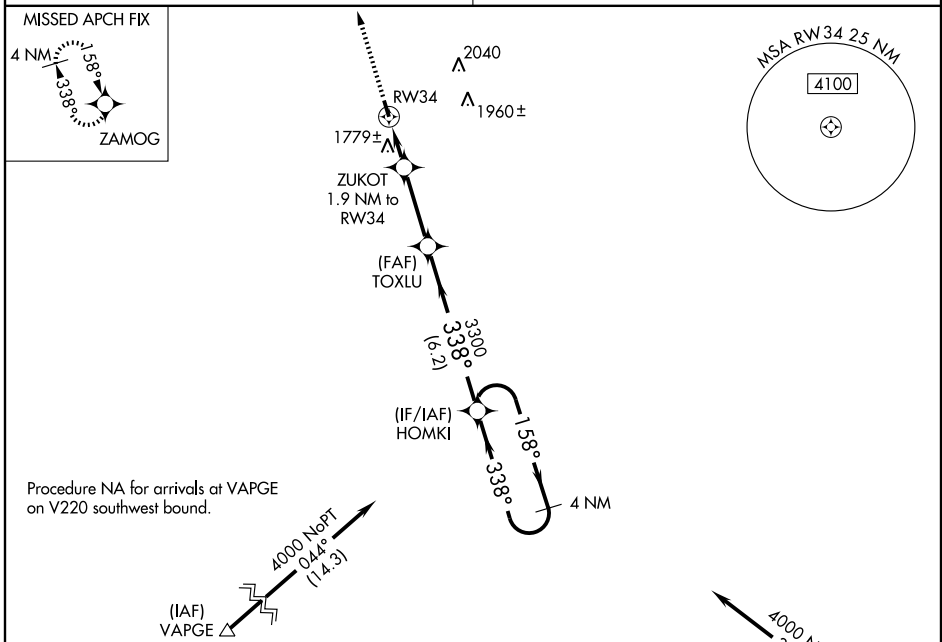 MISSED APCH FIX
4 NM
158°
338°
ZAMOG
2040
RW34
1960±
1779±
ZUKOT
1.9 NM to
RW34
(FAF)
TOXLU
3300
338°
(6.2)
(IF/IAF)
HOMKI
158°
338°
4 NM
MSA RW34 25 NM
4100
Procedure NA for arrivals at VAPGE
on V220 southwest bound.
4000 NoPT
044°
(14.3)
(IAF)
VAPGE
4000